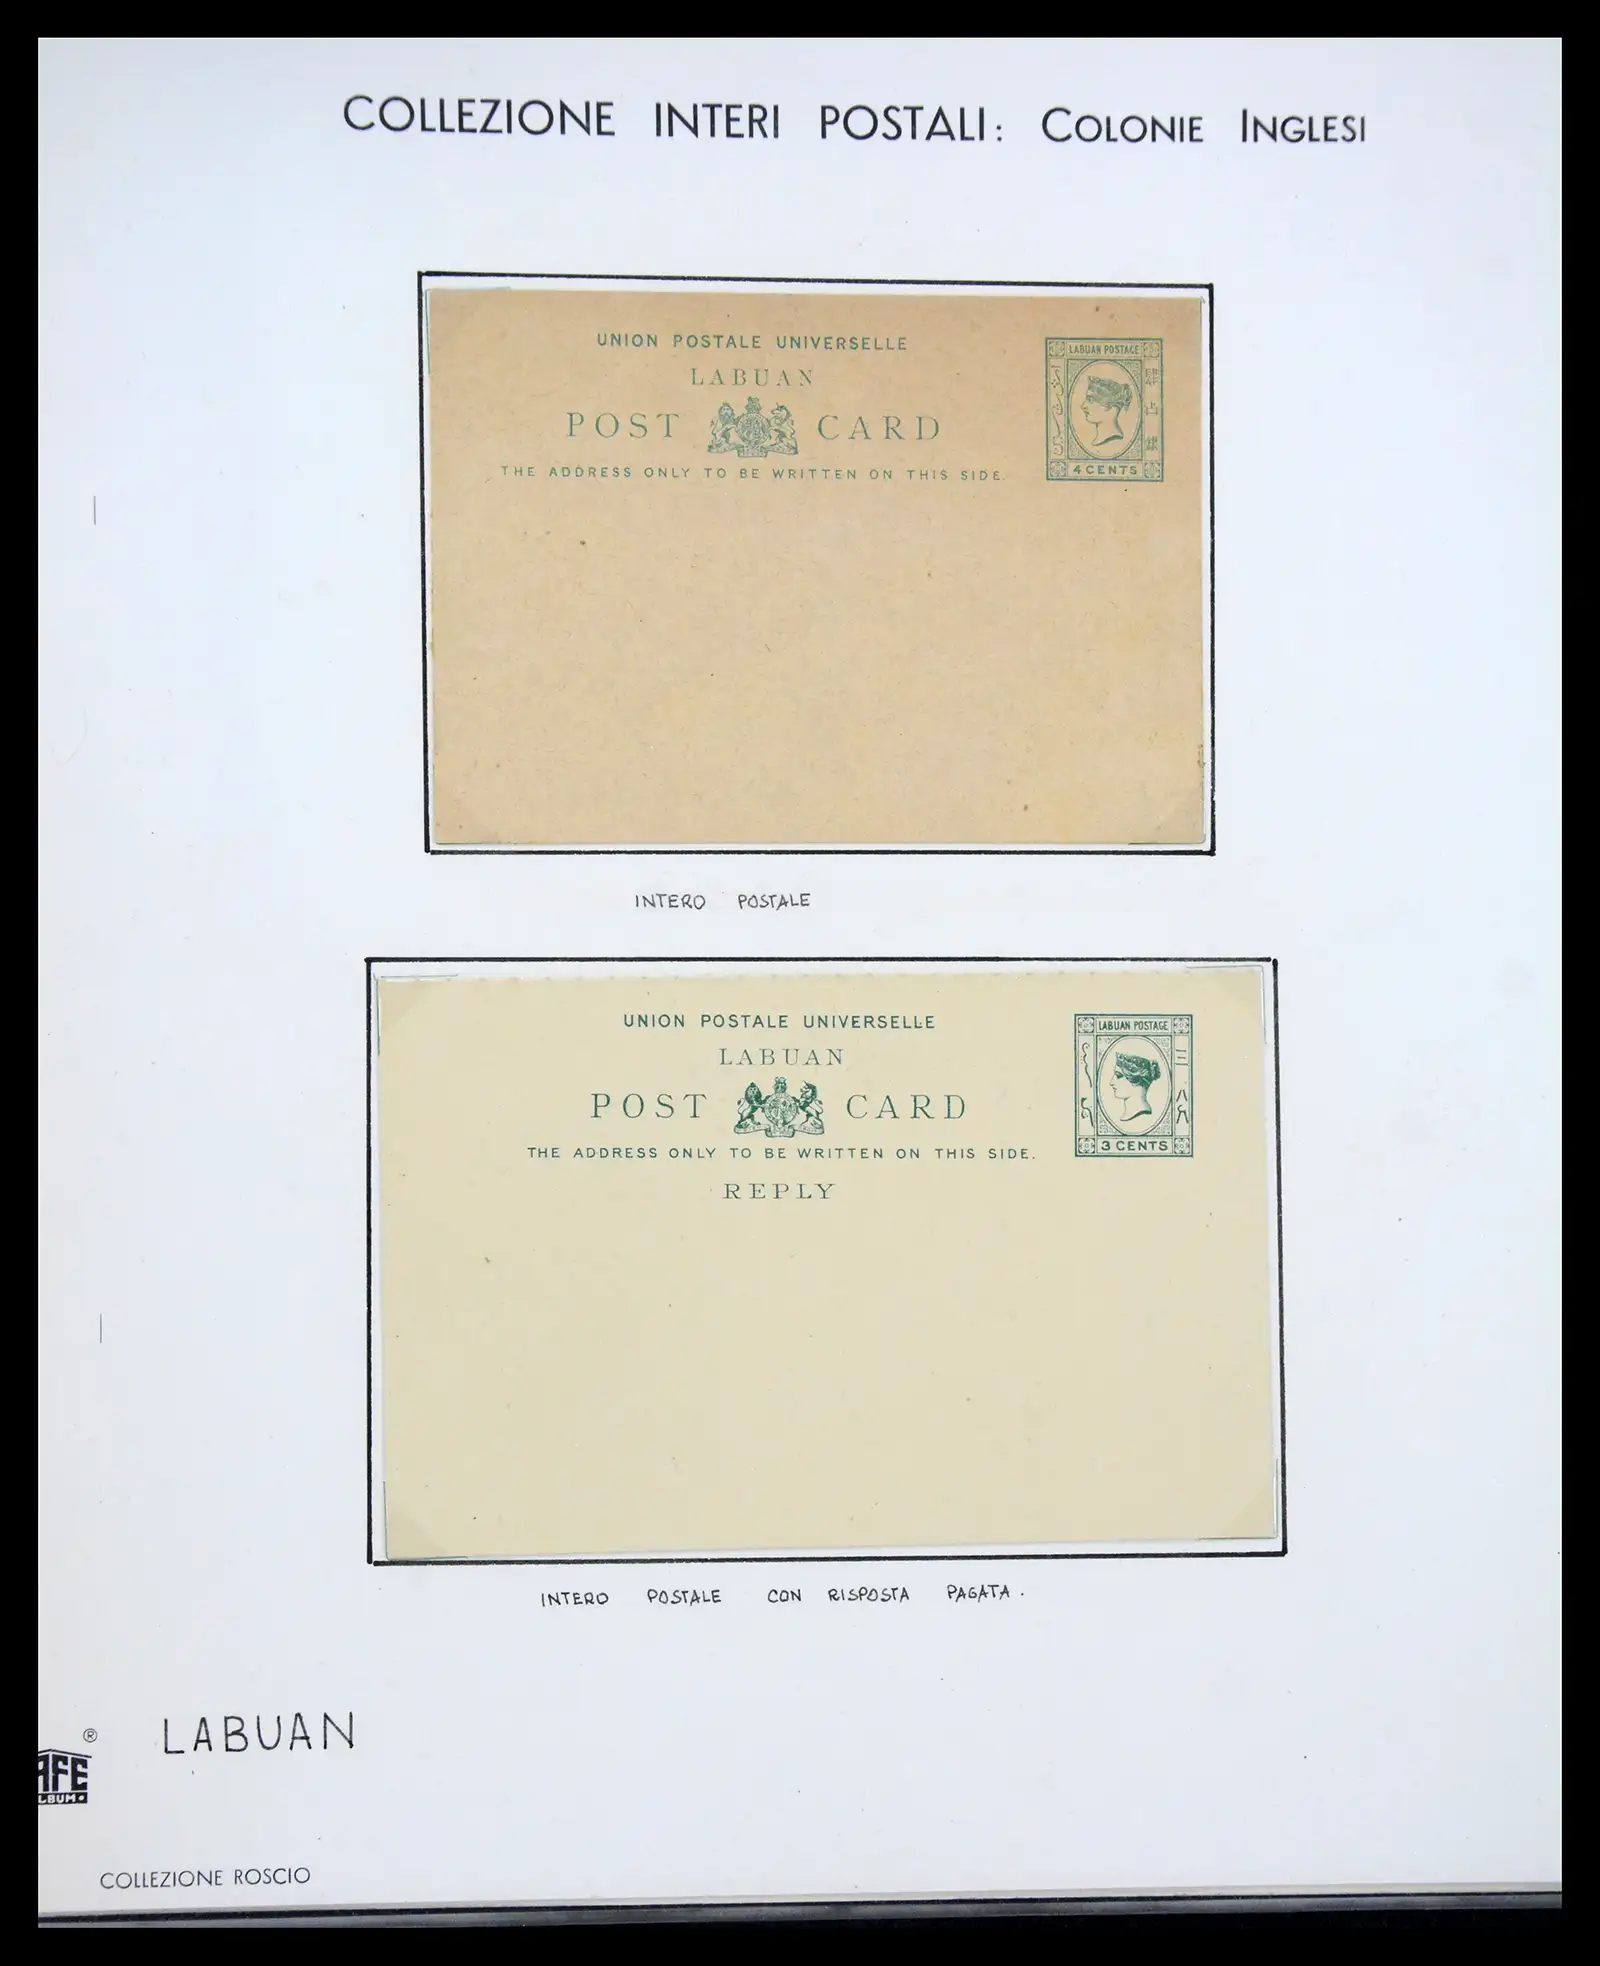 COLLEZIONE INTERI POSTALI: COLONIE INGLESI
UNION POSTALE UNIVERSELLE
LABUAN
POST CARD
THE ADDRESS ONLY TO BE WRITTEN ON THIS SIDE.
LABUAN POSTAGE
4 CENTS
INTERO POSTALE
UNION POSTALE UNIVERSELLE
LABUAN
POST CARD
THE ADDRESS ONLY TO BE WRITTEN ON THIS SIDE.
REPLY
LABUAN POSTAGE
3 CENTS
INTERO POSTALE CON RISPOSTA PAGATA.
LABUAN
AFE ®
LBUM
COLLEZIONE ROSCIO